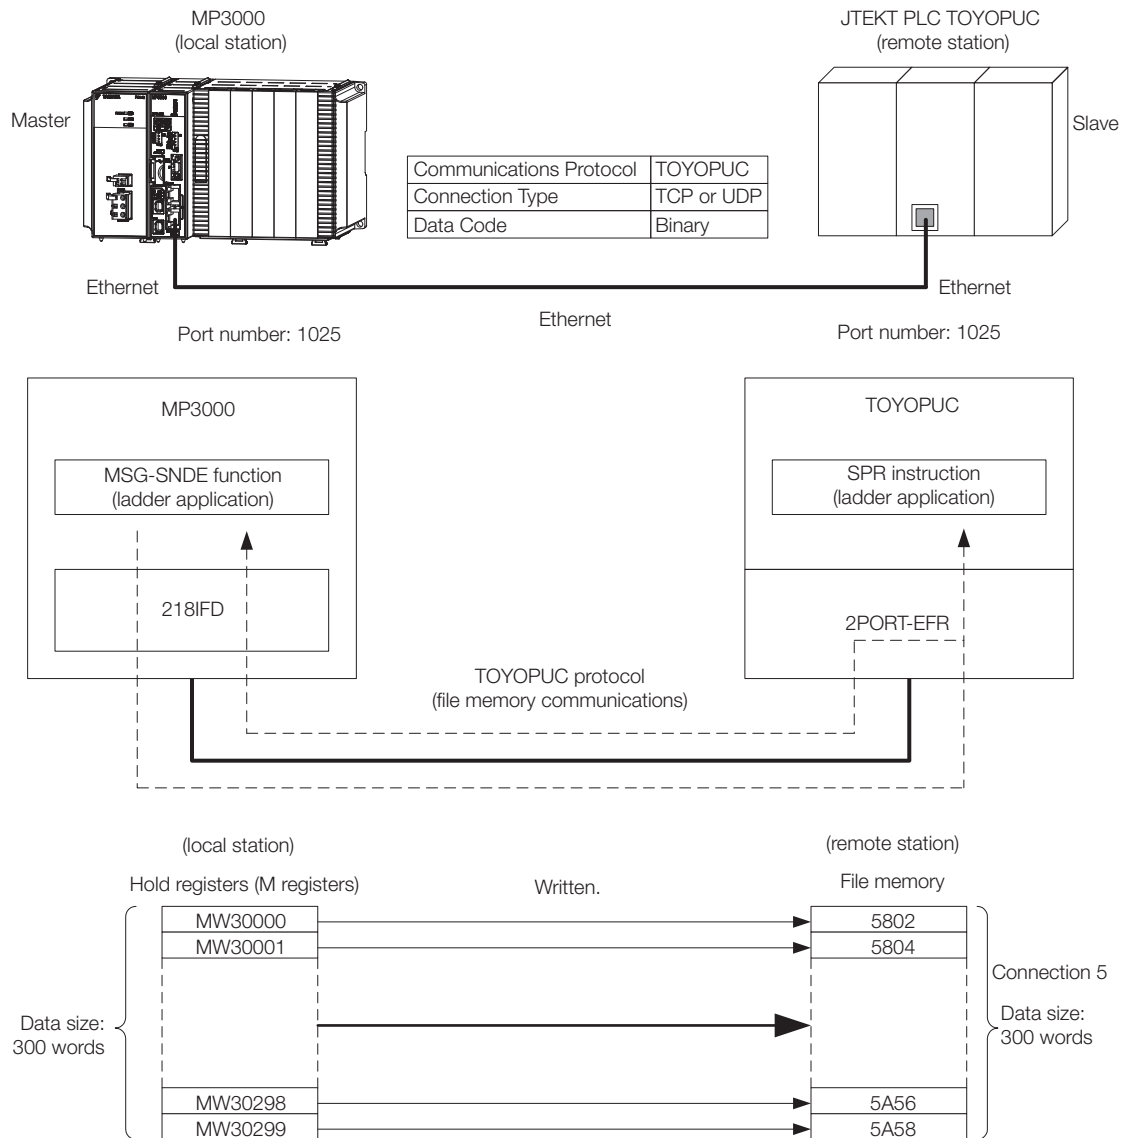 MP3000
(local station)
JTEKT PLC TOYOPUC
(remote station)
Master
Slave
Communications Protocol TOYOPUC
Connection Type TCP or UDP
Data Code Binary
Ethernet
Ethernet
Ethernet
Port number: 1025
Port number: 1025
MP3000
MSG-SNDE function
(ladder application)
218IFD
TOYOPUC
SPR instruction
(ladder application)
2PORT-EFR
TOYOPUC protocol
(file memory communications)
(local station)
(remote station)
Hold registers (M registers)
Written.
File memory
MW30000
5802
MW30001
5804
Connection 5
Data size:
300 words
Data size:
300 words
MW30298
5A56
MW30299
5A58